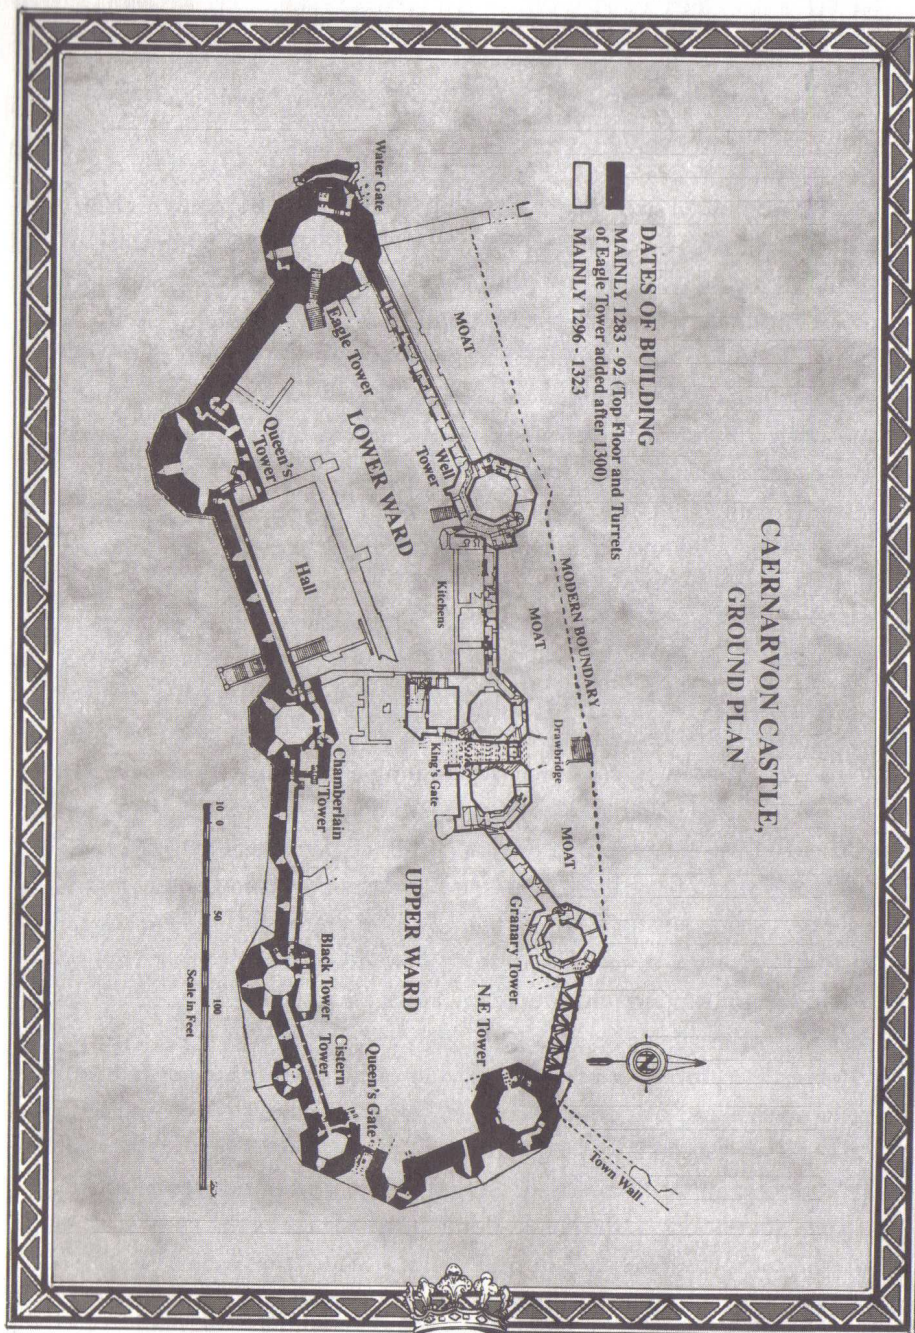 CAERNARVON CASTLE,
GROUND PLAN
DATES OF BUILDING
MAINLY 1283 - 92 (Top Floor and Turrets
of Eagle Tower added after 1300)
MAINLY 1296 - 1323
N
Town Wall
MODERN BOUNDARY
MOAT
MOAT
MOAT
Drawbridge
Water Gate
Eagle Tower
Well
Tower
Kitchens
King's Gate
Granary Tower
N.E Tower
LOWER WARD
UPPER WARD
Queen's
Tower
Hall
Chamberlain
Tower
Black Tower
Cistern
Tower
Queen's Gate
10 0 50 100
Scale in Feet